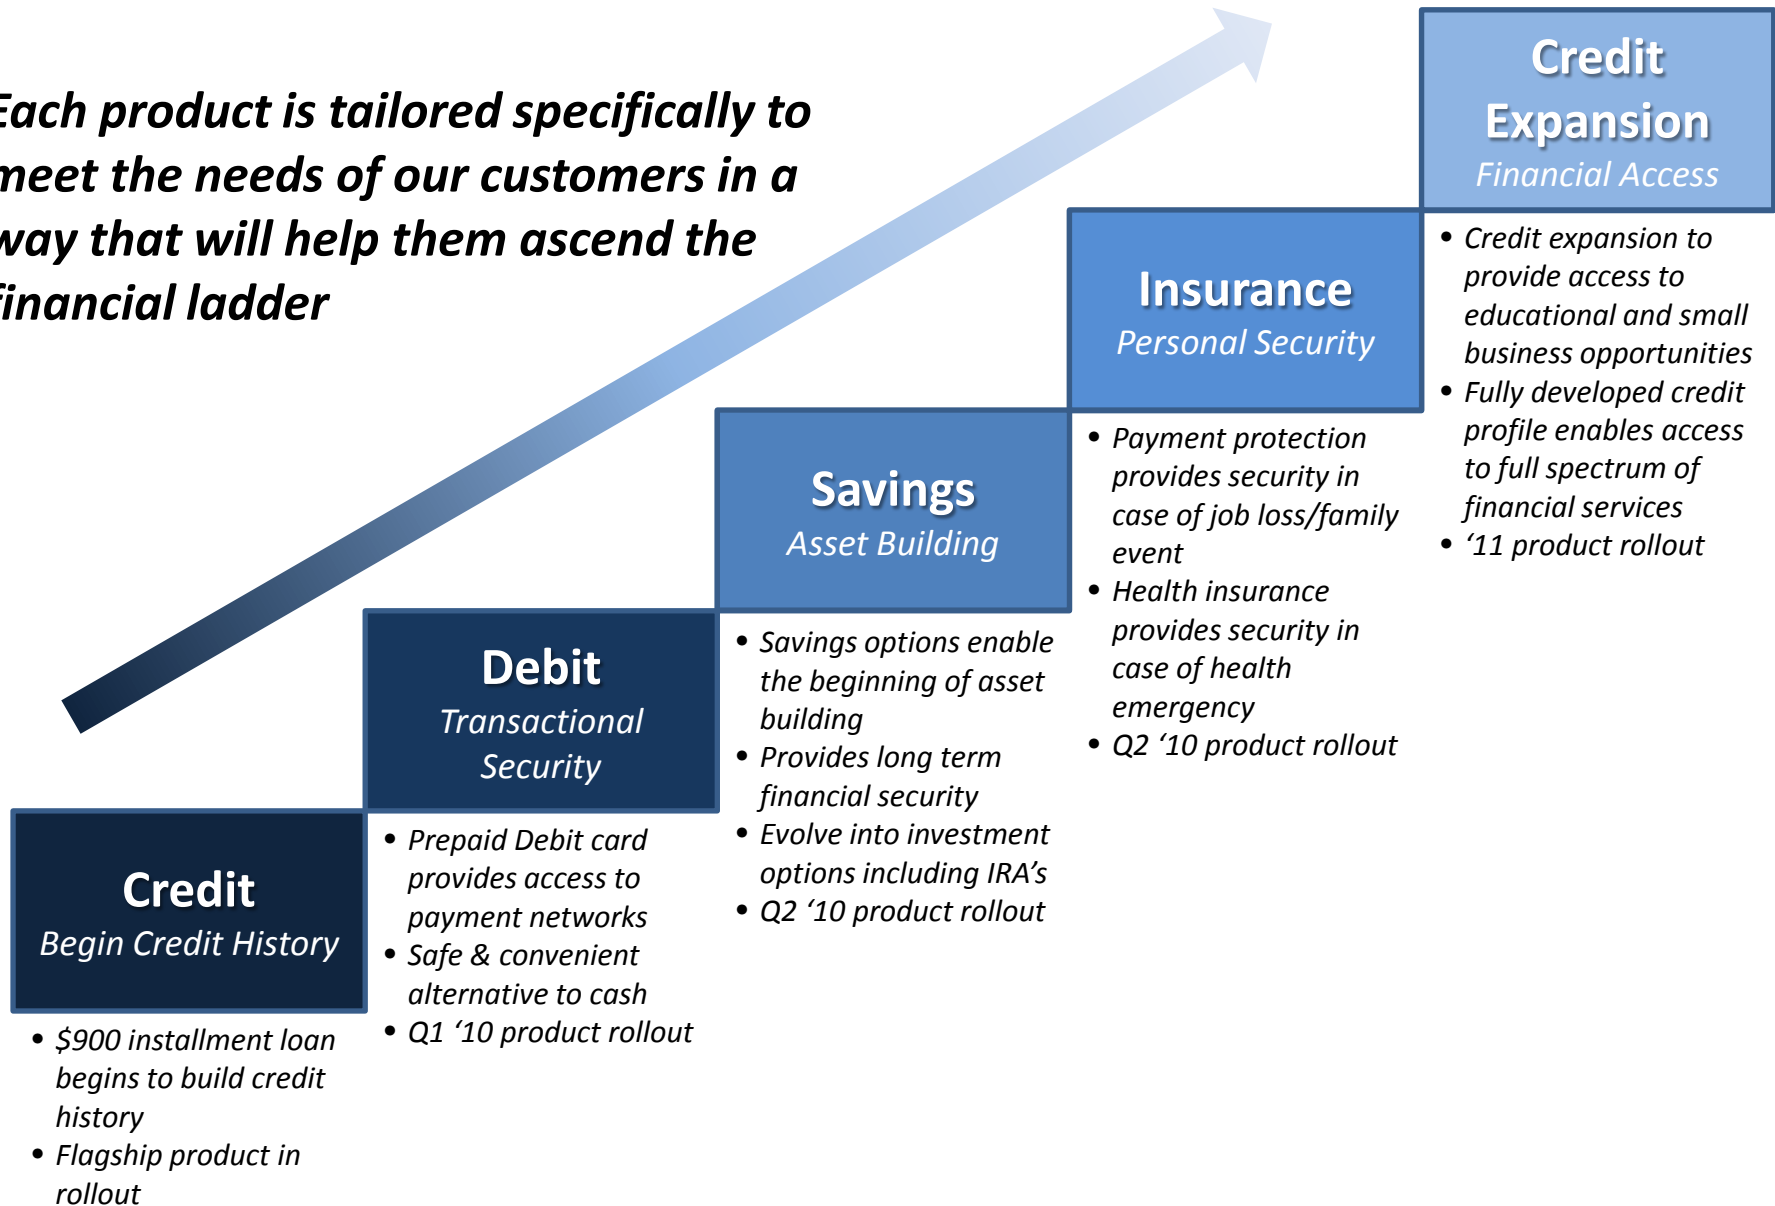 Each product is tailored specifically to
meet the needs of our customers in a
way that will help them ascend the
financial ladder
Credit
Begin Credit History
• $900 installment loan
begins to build credit
history
• Flagship product in
rollout
Debit
Transactional
Security
• Prepaid Debit card
provides access to
payment networks
• Safe & convenient
alternative to cash
• Q1 ‘10 product rollout
Savings
Asset Building
• Savings options enable
the beginning of asset
building
• Provides long term
financial security
• Evolve into investment
options including IRA’s
• Q2 ‘10 product rollout
Insurance
Personal Security
• Payment protection
provides security in
case of job loss/family
event
• Health insurance
provides security in
case of health
emergency
• Q2 ‘10 product rollout
Credit
Expansion
Financial Access
• Credit expansion to
provide access to
educational and small
business opportunities
• Fully developed credit
profile enables access
to full spectrum of
financial services
• ‘11 product rollout